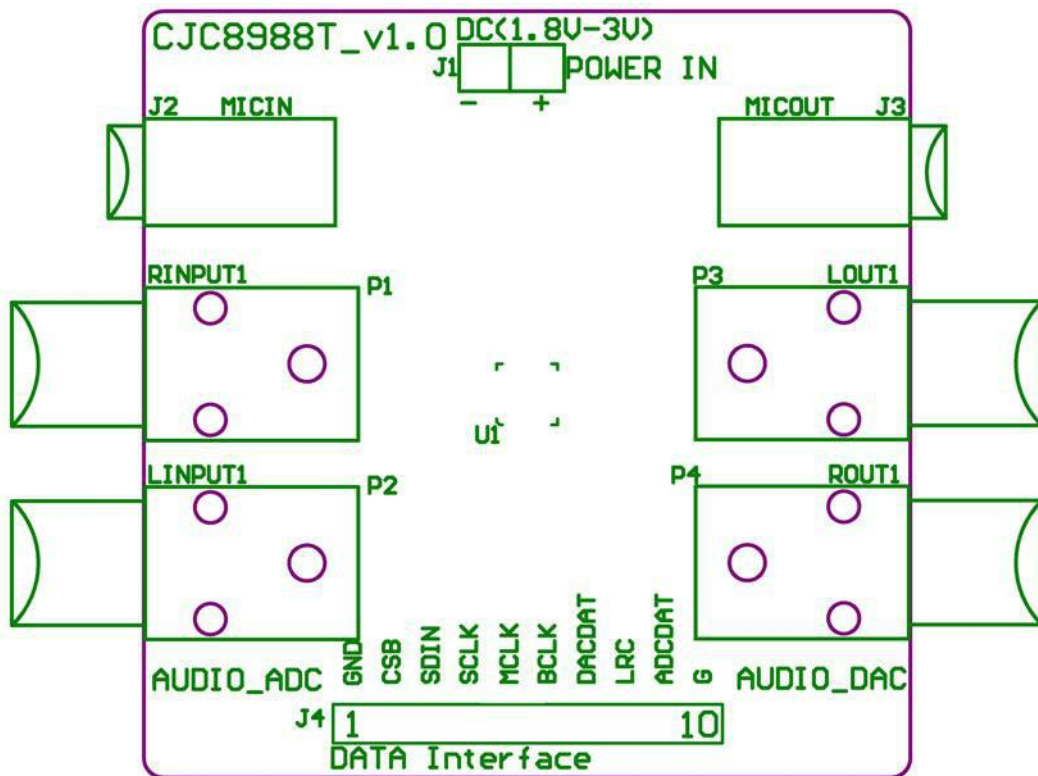 CJC8988T_v1.0
DC(1.8V-3V)
J1
POWER IN
- +
J2 MICIN
MICOUT J3
RINPUT1
P1
P3
LOUT1
U1
LINPUT1
P2
P4
ROUT1
GND
CSB
SDIN
SCLK
MCLK
BCLK
DACDAT
LRC
ADCDAT
G
AUDIO_ADC
AUDIO_DAC
J4
1 10
DATA Interface